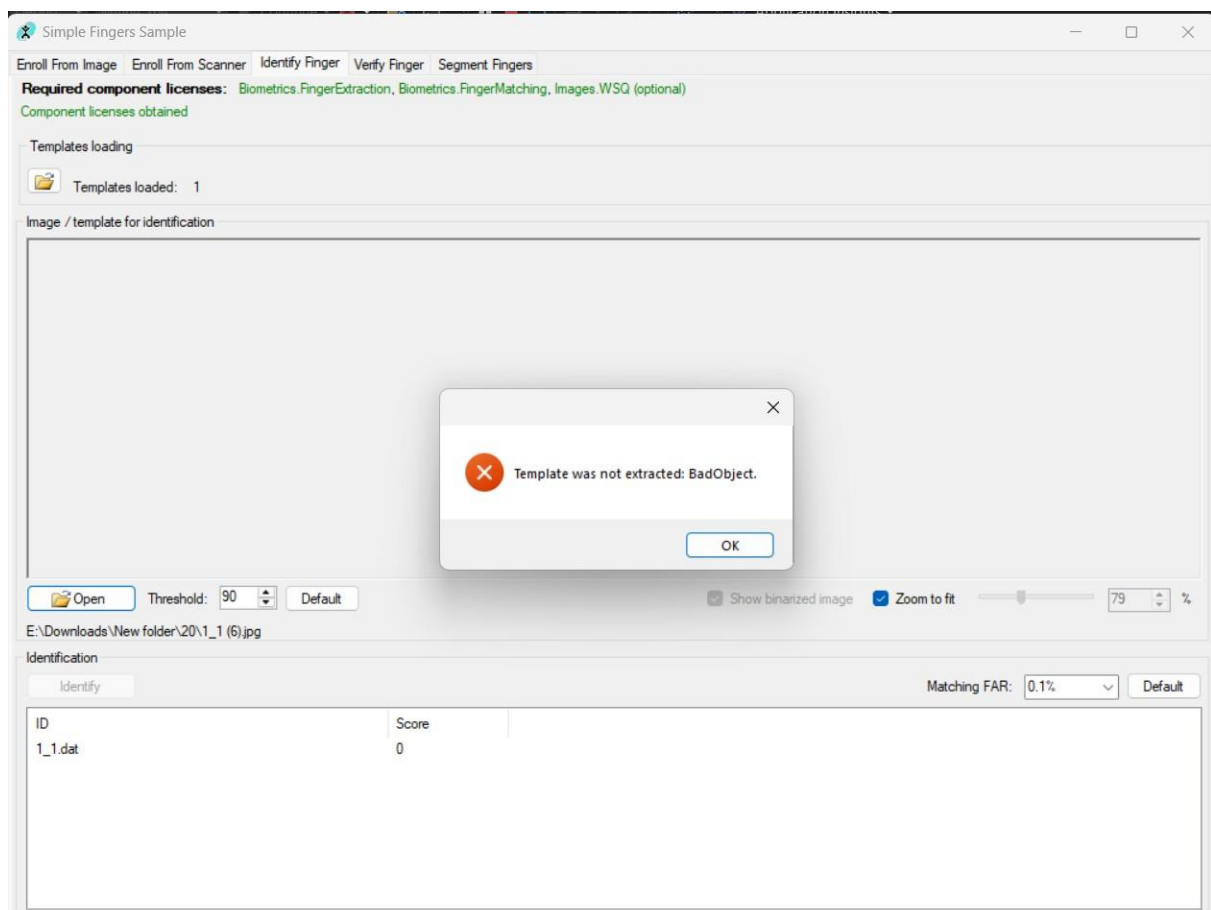 Simple Fingers Sample
Enroll From Image Enroll From Scanner Identify Finger Verify Finger Segment Fingers
Required component licenses: Biometrics.FingerExtraction, Biometrics.FingerMatching, Images.WSQ (optional)
Component licenses obtained
Templates loading
Templates loaded: 1
Image / template for identification
Template was not extracted: BadObject.
OK
Open Threshold: 90 Default Show binarized image Zoom to fit 79 %
E:\Downloads\New folder\20\1_1 (6).jpg
Identification
Identify Matching FAR: 0.1% Default
ID Score
1_1.dat 0